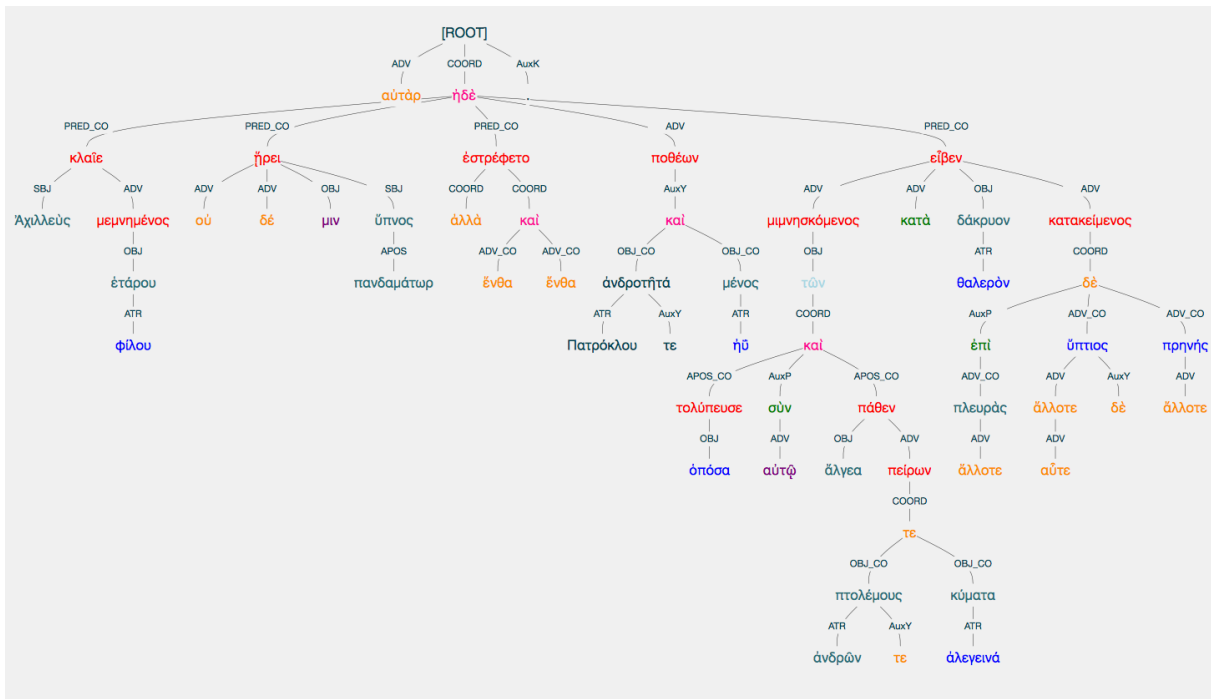 [ROOT]
ADV COORD AuxK
αὐτὰρ ἠδὲ .
PRED_CO PRED_CO PRED_CO ADV PRED_CO
κλαῖε ᾕρει ἐστρέφετο ποθέων εἶβεν
SBJ ADV ADV ADV OBJ SBJ COORD COORD AuxY ADV ADV OBJ ADV
Ἀχιλλεὺς μεμνημένος οὐ δέ μιν ὕπνος ἀλλὰ καὶ καὶ μιμνησκόμενος κατὰ δάκρυον κατακείμενος
OBJ APOS ADV_CO ADV_CO OBJ_CO OBJ_CO OBJ ATR COORD
ἑτάρου πανδαμάτωρ ἔνθα ἔνθα ἀνδροτῆτά μένος τῶν θαλερὸν δὲ
ATR ATR AuxY ATR COORD AuxP ADV_CO ADV_CO
φίλου Πατρόκλου τε ἠῢ καὶ ἐπὶ ὕπτιος πρηνής
APOS_CO AuxP APOS_CO ADV_CO ADV AuxY ADV
τολύπευσε σὺν πάθεν πλευρὰς ἄλλοτε δὲ ἄλλοτε
OBJ ADV OBJ ADV ADV ADV
ὁπόσα αὐτῷ ἄλγεα πείρων ἄλλοτε αὖτε
COORD
τε
OBJ_CO OBJ_CO
πτολέμους κύματα
ATR AuxY ATR
ἀνδρῶν τε ἀλεγεινά